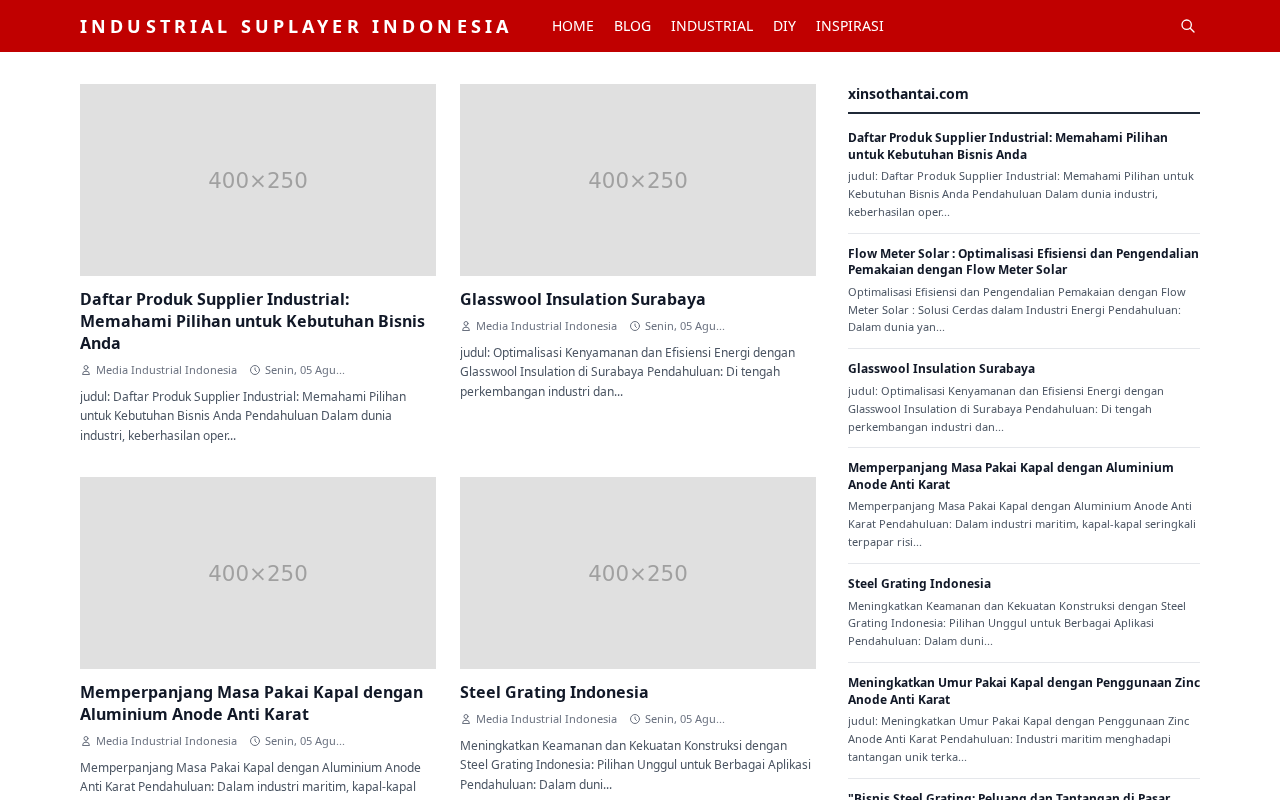 INDUSTRIAL SUPLAYER INDONESIA
HOME BLOG INDUSTRIAL DIY INSPIRASI
400×250
Daftar Produk Supplier Industrial:
Memahami Pilihan untuk Kebutuhan Bisnis
Anda
Media Industrial Indonesia Senin, 05 Agu...
judul: Daftar Produk Supplier Industrial: Memahami Pilihan
untuk Kebutuhan Bisnis Anda Pendahuluan Dalam dunia
industri, keberhasilan oper...
400×250
Glasswool Insulation Surabaya
Media Industrial Indonesia Senin, 05 Agu...
judul: Optimalisasi Kenyamanan dan Efisiensi Energi dengan
Glasswool Insulation di Surabaya Pendahuluan: Di tengah
perkembangan industri dan...
400×250
Memperpanjang Masa Pakai Kapal dengan
Aluminium Anode Anti Karat
Media Industrial Indonesia Senin, 05 Agu...
Memperpanjang Masa Pakai Kapal dengan Aluminium Anode
Anti Karat Pendahuluan: Dalam industri maritim, kapal-kapal
400×250
Steel Grating Indonesia
Media Industrial Indonesia Senin, 05 Agu...
Meningkatkan Keamanan dan Kekuatan Konstruksi dengan
Steel Grating Indonesia: Pilihan Unggul untuk Berbagai Aplikasi
Pendahuluan: Dalam duni...
xinsothantai.com
Daftar Produk Supplier Industrial: Memahami Pilihan
untuk Kebutuhan Bisnis Anda
judul: Daftar Produk Supplier Industrial: Memahami Pilihan untuk
Kebutuhan Bisnis Anda Pendahuluan Dalam dunia industri,
keberhasilan oper...
Flow Meter Solar : Optimalisasi Efisiensi dan Pengendalian
Pemakaian dengan Flow Meter Solar
Optimalisasi Efisiensi dan Pengendalian Pemakaian dengan Flow
Meter Solar : Solusi Cerdas dalam Industri Energi Pendahuluan:
Dalam dunia yan...
Glasswool Insulation Surabaya
judul: Optimalisasi Kenyamanan dan Efisiensi Energi dengan
Glasswool Insulation di Surabaya Pendahuluan: Di tengah
perkembangan industri dan...
Memperpanjang Masa Pakai Kapal dengan Aluminium
Anode Anti Karat
Memperpanjang Masa Pakai Kapal dengan Aluminium Anode Anti
Karat Pendahuluan: Dalam industri maritim, kapal-kapal seringkali
terpapar risi...
Steel Grating Indonesia
Meningkatkan Keamanan dan Kekuatan Konstruksi dengan Steel
Grating Indonesia: Pilihan Unggul untuk Berbagai Aplikasi
Pendahuluan: Dalam duni...
Meningkatkan Umur Pakai Kapal dengan Penggunaan Zinc
Anode Anti Karat
judul: Meningkatkan Umur Pakai Kapal dengan Penggunaan Zinc
Anode Anti Karat Pendahuluan: Industri maritim menghadapi
tantangan unik terka...
"Bisnis Steel Grating: Peluang dan Tantangan di Pasar